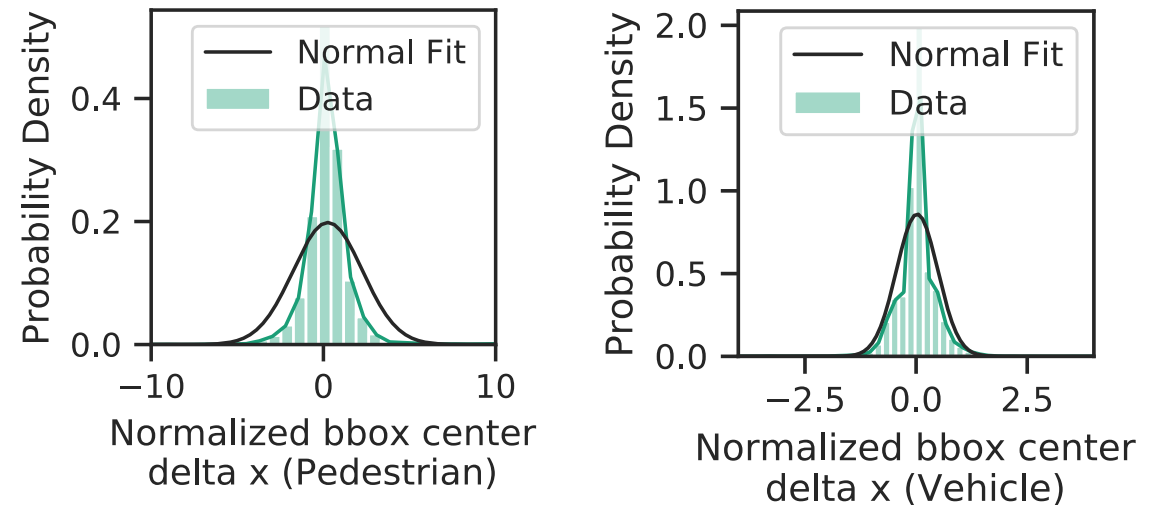 Probability Density
0.4
0.2
0.0
−10
0
10
Normal Fit
Data
Normalized bbox center
delta x (Pedestrian)
Probability Density
2.0
1.5
1.0
0.5
0.0
−2.5
0.0
2.5
Normal Fit
Data
Normalized bbox center
delta x (Vehicle)